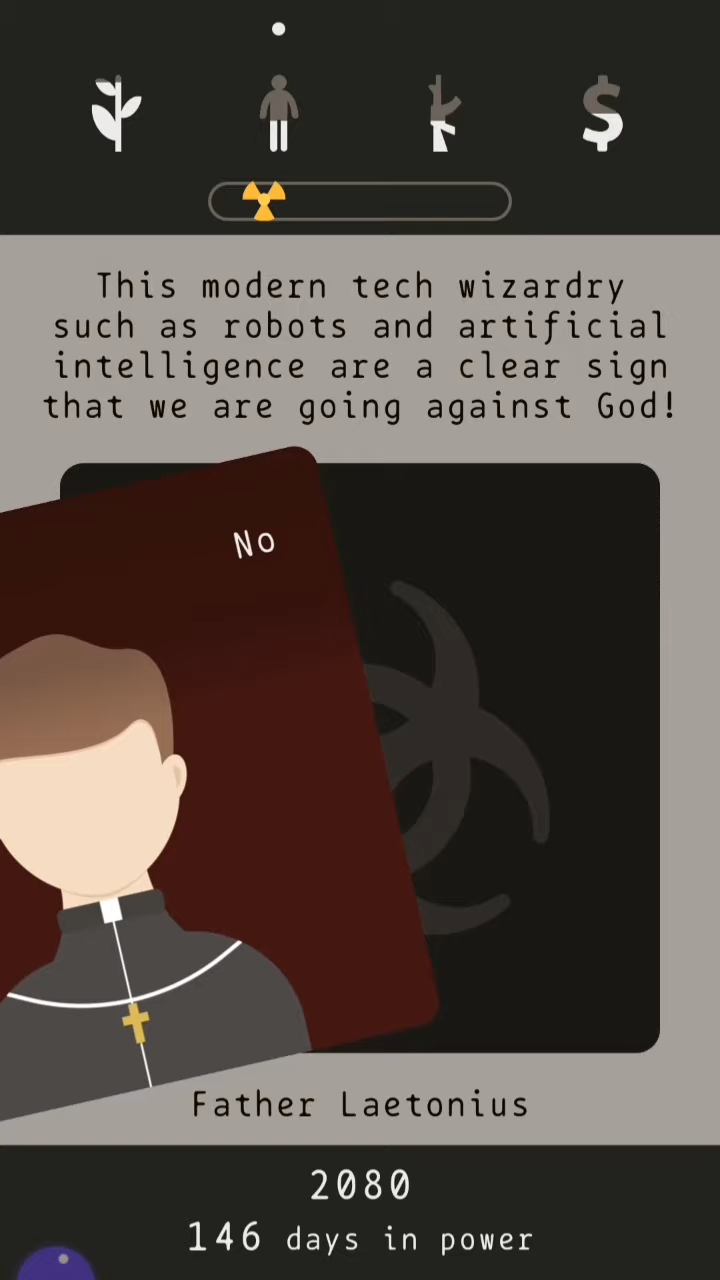 This modern tech wizardry
such as robots and artificial
intelligence are a clear sign
that we are going against God!
No
Father Laetonius
2080
146 days in power